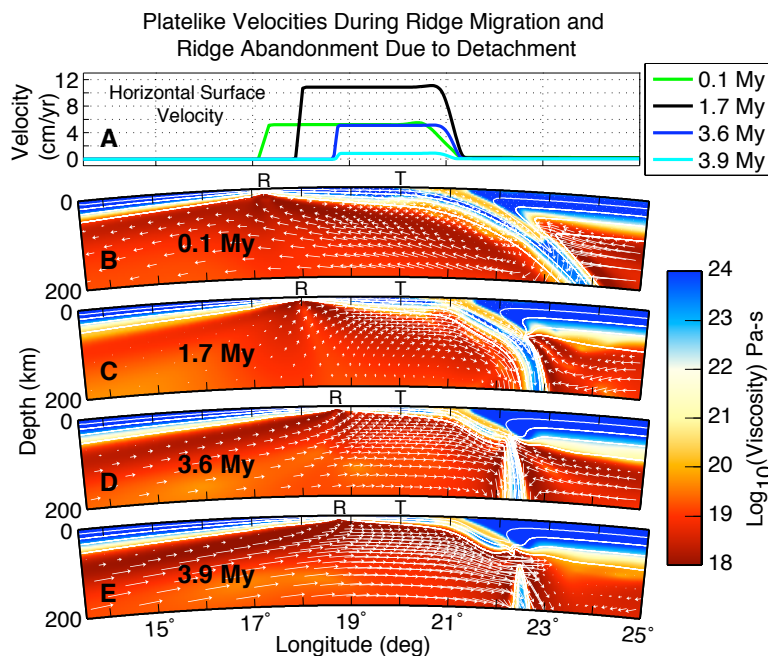 Platelike Velocities During Ridge Migration and
Ridge Abandonment Due to Detachment
Velocity
(cm/yr)
12
8
4
0
Horizontal Surface
Velocity
A
0.1 My
1.7 My
3.6 My
3.9 My
R T
0
0.1 My
B
200
R T
0
1.7 My
C
200
R T
0
3.6 My
D
200
R T
0
3.9 My
E
200
Depth (km)
15° 17° 19° 21° 23° 25°
Longitude (deg)
24
23
22
21
20
19
18
Log10(Viscosity) Pa-s